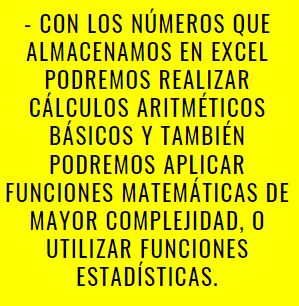 - CON LOS NÚMEROS QUE
ALMACENAMOS EN EXCEL
PODREMOS REALIZAR
CÁLCULOS ARITMÉTICOS
BÁSICOS Y TAMBIÉN
PODREMOS APLICAR
FUNCIONES MATEMÁTICAS DE
MAYOR COMPLEJIDAD, O
UTILIZAR FUNCIONES
ESTADÍSTICAS.